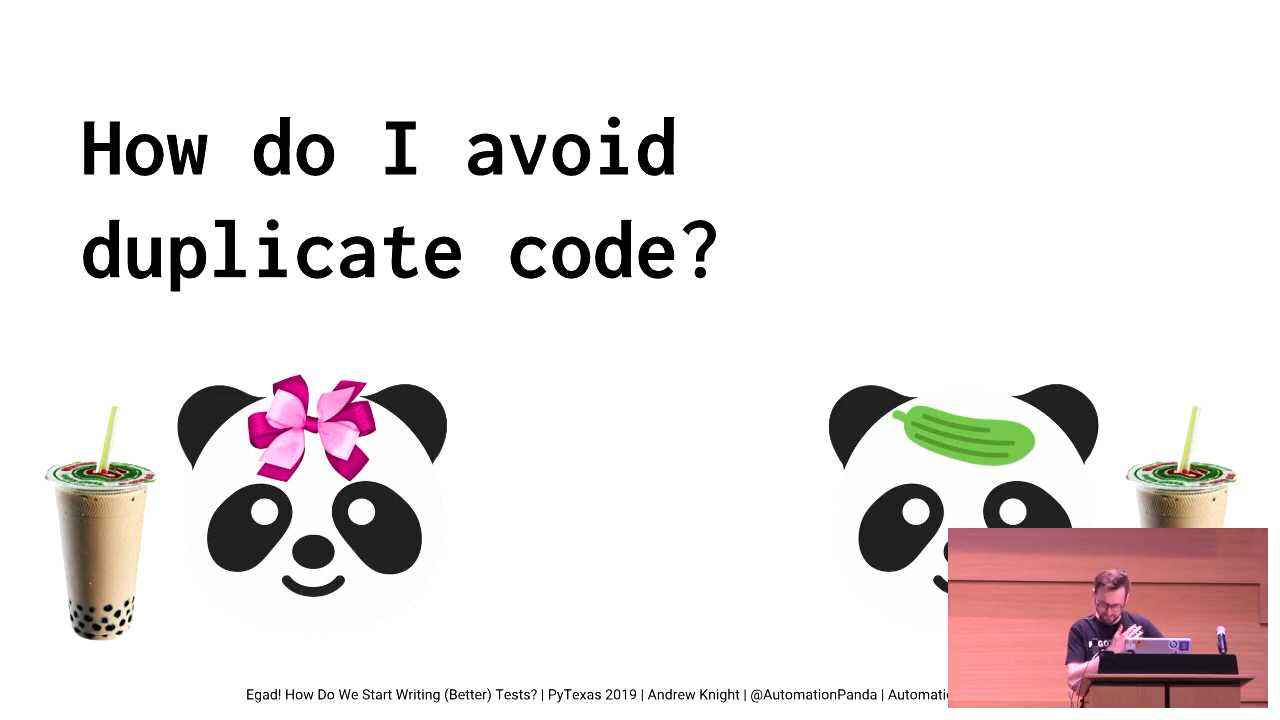 How do I avoid
duplicate code?
Egad! How Do We Start Writing (Better) Tests? | PyTexas 2019 | Andrew Knight | @AutomationPanda |